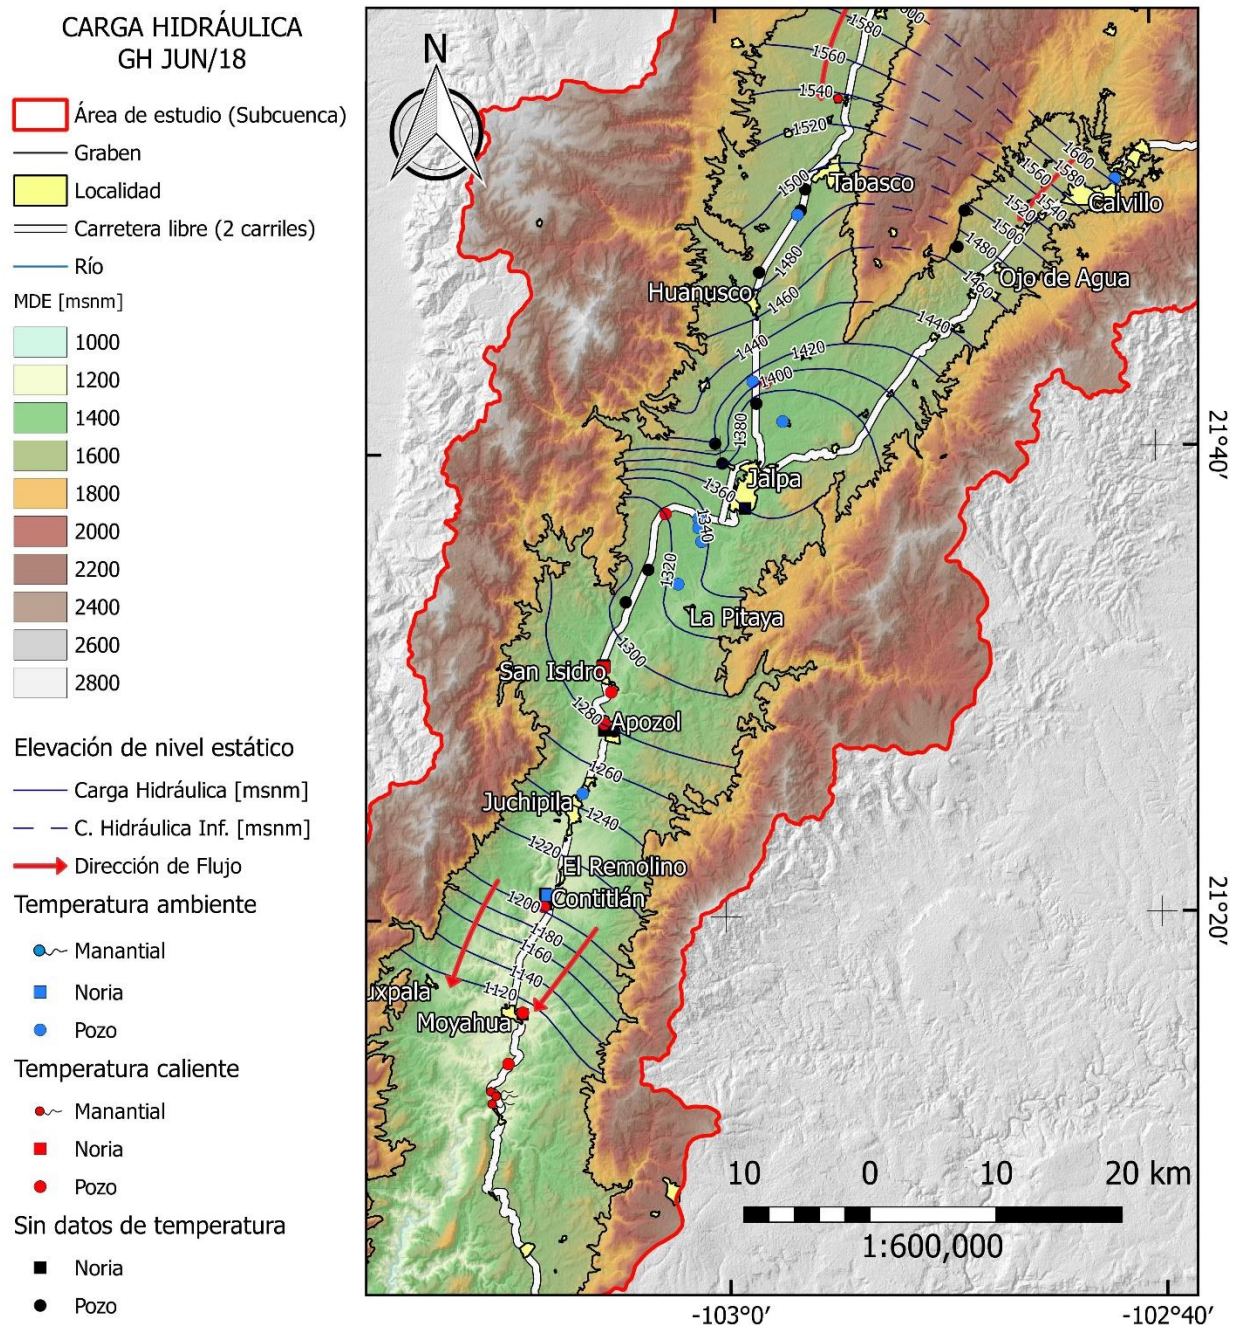 CARGA HIDRÁULICA
GH JUN/18
Área de estudio (Subcuenca)
Graben
Localidad
Carretera libre (2 carriles)
Río
MDE [msnm]
1000
1200
1400
1600
1800
2000
2200
2400
2600
2800
Elevación de nivel estático
Carga Hidráulica [msnm]
C. Hidráulica Inf. [msnm]
Dirección de Flujo
Temperatura ambiente
Manantial
Noria
Pozo
Temperatura caliente
Manantial
Noria
Pozo
Sin datos de temperatura
Noria
Pozo
N
1580
1560
1540
1520
1500
Tabasco
1600
1580
1560
1540
1520
1500
1480
1460
Calvillo
Ojo de Agua
1480
1460
Huanusco
1440
1440
1420
1400
1380
1360
Jalpa
1340
1320
La Pitaya
1300
San Isidro
1280
Apozol
1260
Juchipila
1240
1220
El Remolino
1200
Contitlán
1180
1160
1140
1120
uxpala
Moyahua
21°40'
21°20'
10 0 10 20 km
1:600,000
-103°0'
-102°40'